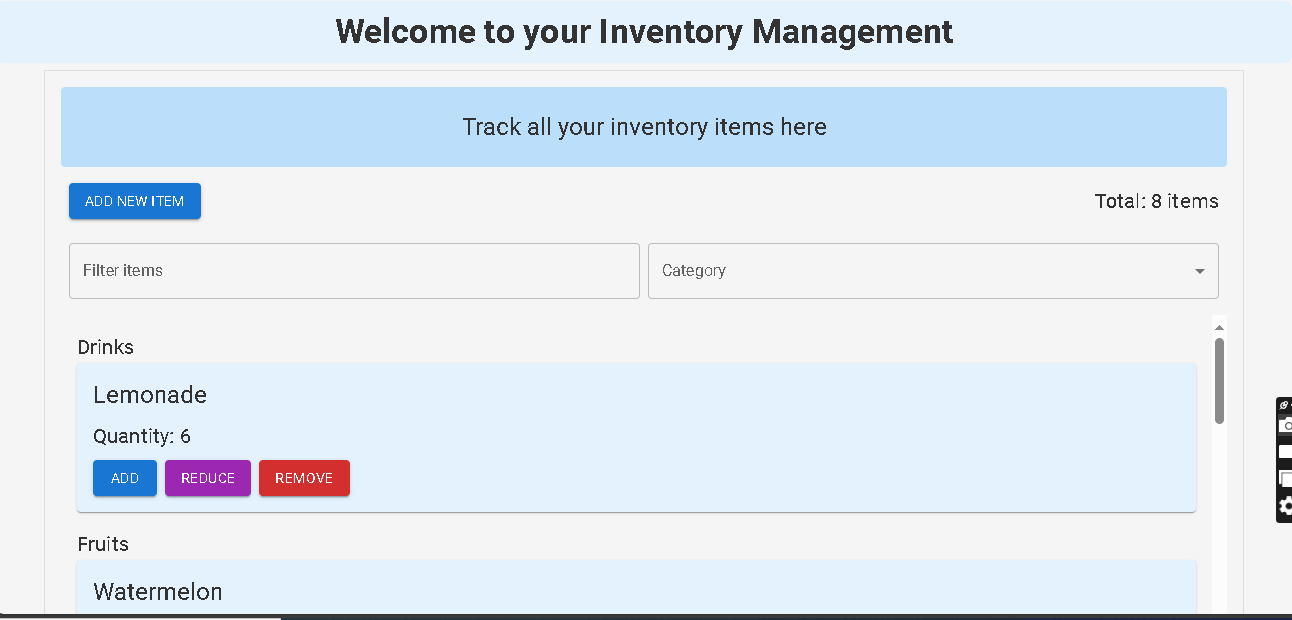 Welcome to your Inventory Management
Track all your inventory items here
ADD NEW ITEM
Total: 8 items
Filter items
Category
Drinks
Lemonade
Quantity: 6
ADD REDUCE REMOVE
Fruits
Watermelon